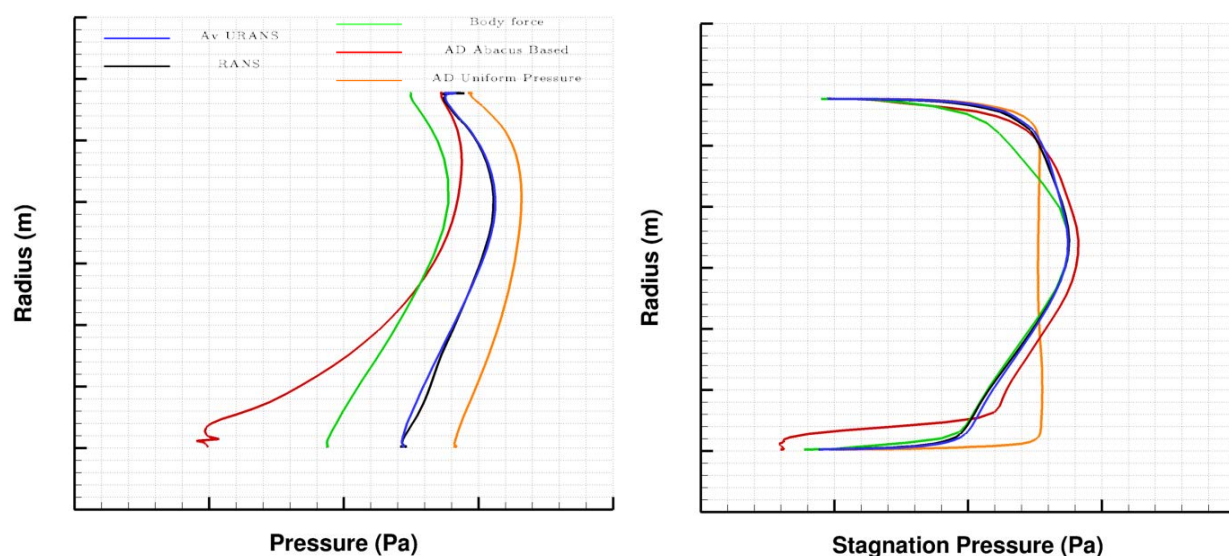 Body force
Av URANS
AD Abacus Based
RANS
AD Uniform Pressure
Radius (m)
Pressure (Pa)
Radius (m)
Stagnation Pressure (Pa)